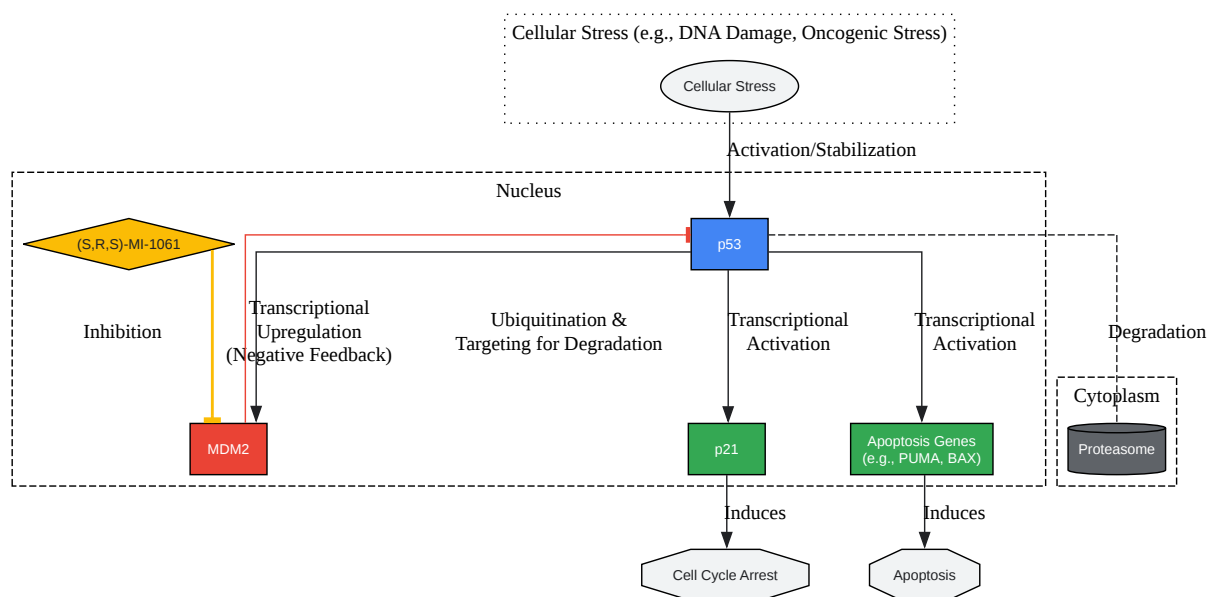 Cellular Stress (e.g., DNA Damage, Oncogenic Stress)
Cellular Stress
Activation/Stabilization
Nucleus
(S,R,S)-MI-1061
p53
Inhibition
Transcriptional
Upregulation
(Negative Feedback)
Ubiquitination &
Targeting for Degradation
Transcriptional
Activation
Transcriptional
Activation
Degradation
Cytoplasm
MDM2
p21
Apoptosis Genes
(e.g., PUMA, BAX)
Proteasome
Induces
Induces
Cell Cycle Arrest
Apoptosis